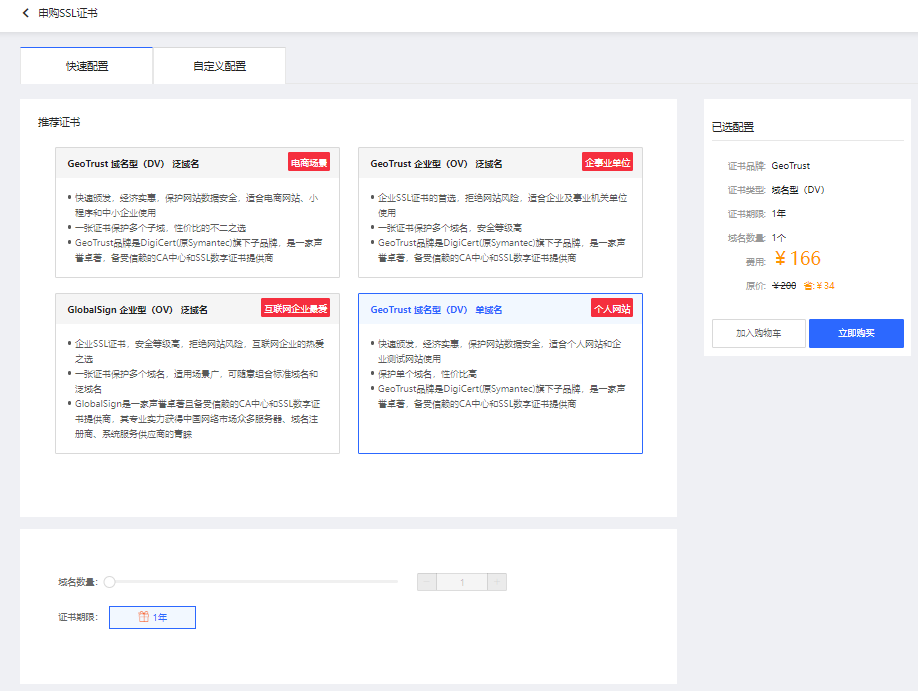 申购SSL证书
快速配置
自定义配置
推荐证书
GeoTrust 域名型（DV） 泛域名
电商场景
• 快速颁发，经济实惠，保护网站数据安全，适合电商网站、小
程序和中小企业使用
• 一张证书保护多个子域，性价比的不二之选
• GeoTrust品牌是DigiCert(原Symantec)旗下子品牌，是一家声
誉卓著，备受信赖的CA中心和SSL数字证书提供商
GeoTrust 企业型（OV） 泛域名
企事业单位
• 企业SSL证书的首选，拒绝网站风险，适合企业及事业机关单位
使用
• 一张证书保护多个域名，安全等级高
• GeoTrust品牌是DigiCert(原Symantec)旗下子品牌，是一家声
誉卓著，备受信赖的CA中心和SSL数字证书提供商
GlobalSign 企业型（OV） 泛域名
互联网企业最爱
• 企业SSL证书，安全等级高，拒绝网站风险，互联网企业的热爱
之选
• 一张证书保护多个域名，适用场景广，可随意组合标准域名和
泛域名
• GlobalSign是一家声誉卓著且备受信赖的CA中心和SSL数字证
书提供商，其专业实力获得中国网络市场众多服务器、域名注
册商、系统服务供应商的青睐
GeoTrust 域名型（DV） 单域名
个人网站
• 快速颁发，经济实惠，保护网站数据安全，适合个人网站和企
业测试网站使用
• 保护单个域名，性价比高
• GeoTrust品牌是DigiCert(原Symantec)旗下子品牌，是一家声
誉卓著，备受信赖的CA中心和SSL数字证书提供商
域名数量:
- 1 +
证书期限:
1年
已选配置
证书品牌: GeoTrust
证书类型: 域名型（DV）
证书期限: 1年
域名数量: 1个
费用: ￥166
原价: ￥200 省:￥34
加入购物车
立即购买